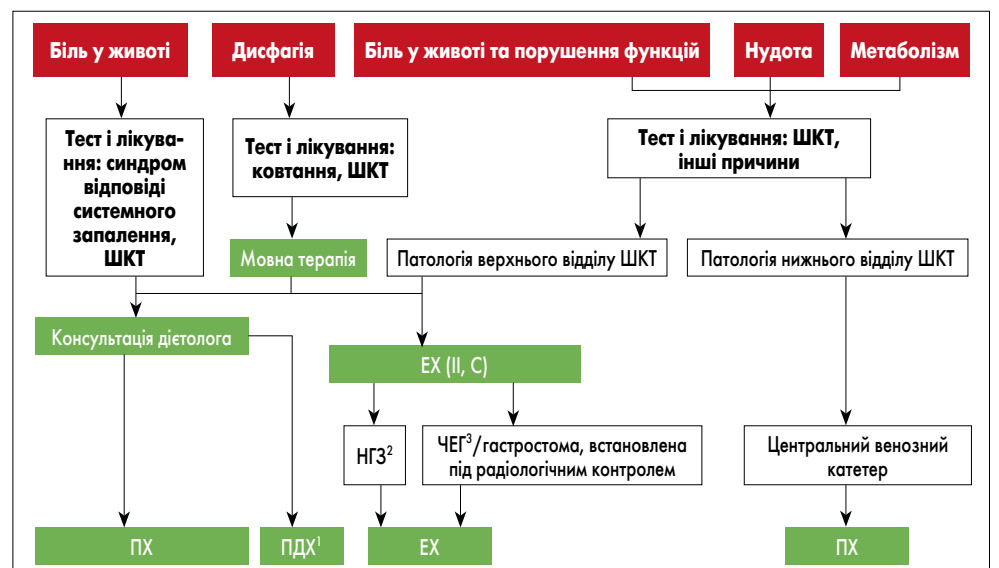 Біль у животі
Дисфагія
Біль у животі та порушення функцій
Нудота
Метаболізм
Тест і лікува-
ння: синдром
відповіді
системного
запалення,
ШКТ
Тест і лікування:
ковтання, ШКТ
Тест і лікування: ШКТ,
інші причини
Мовна терапія
Патологія верхнього відділу ШКТ
Патологія нижнього відділу ШКТ
Консультація дієтолога
ЕХ (ІІ, С)
НГЗ²
ЧЕГ³/гастростома, встановлена
під радіологічним контролем
Центральний венозний
катетер
ПХ
ПДХ¹
ЕХ
ПХ